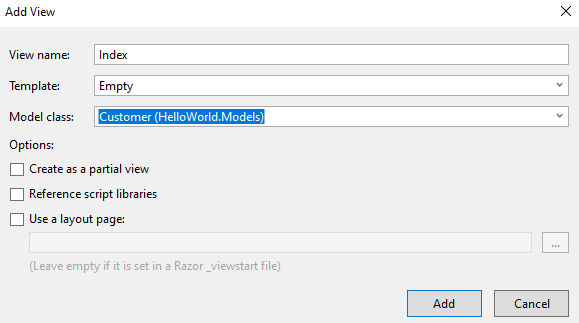 Add View
View name: Index
Template: Empty
Model class: Customer (HelloWorld.Models)
Options:
Create as a partial view
Reference script libraries
Use a layout page:
...
(Leave empty if it is set in a Razor _viewstart file)
Add Cancel